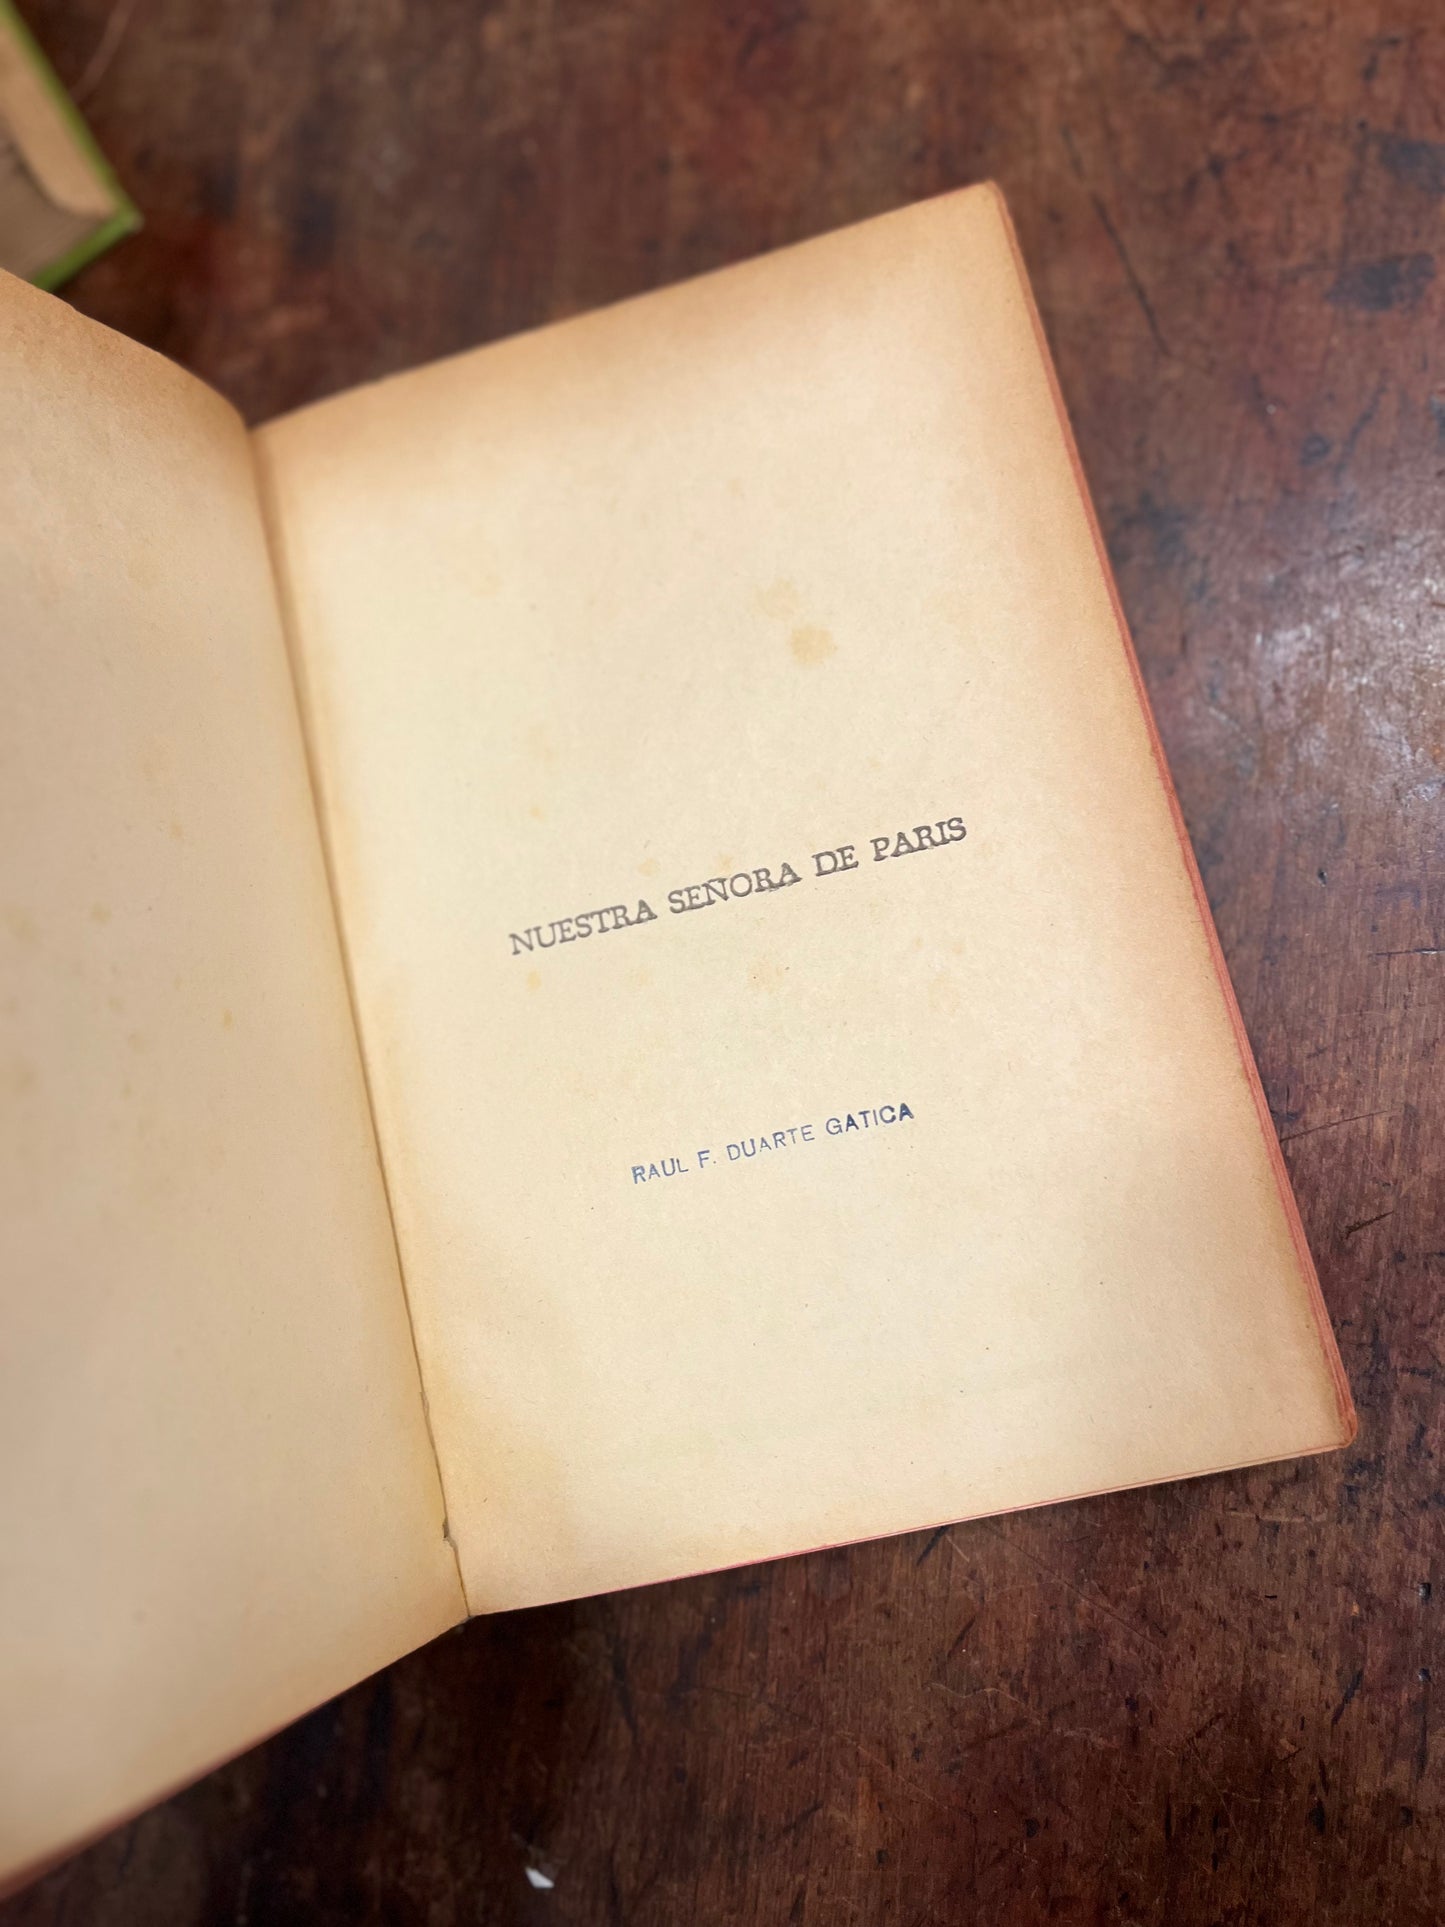 NUESTRA SEÑORA DE PARIS
RAUL F. DUARTE GATICA